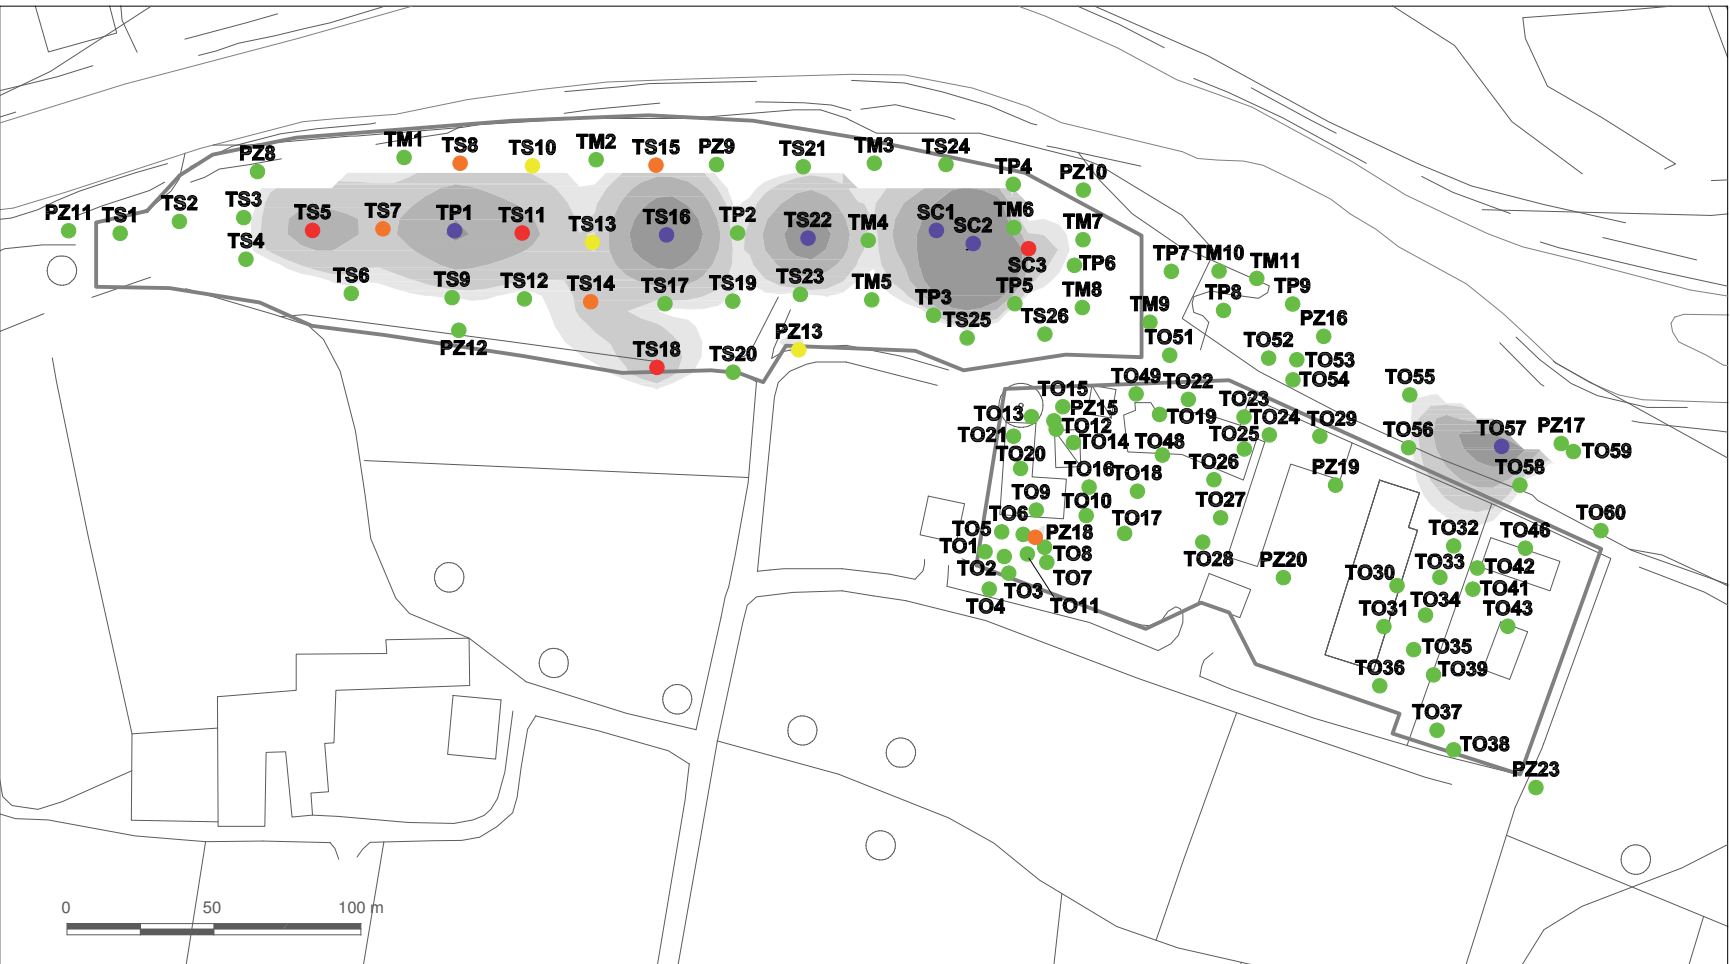 TM1 TS8 TS10 TM2 TS15 PZ9 TS21 TM3 TS24
PZ8 TP4 PZ10
PZ11 TS1 TS2 TS3 TS5 TS7 TP1 TS11 TS13 TS16 TP2 TS22 TM4 SC1 SC2 TM6 TM7
TS4 SC3 TP6 TP7 TM10 TM11
TS6 TS9 TS12 TS14 TS17 TS19 TS23 TM5 TP3 TP5 TM8 TM9 TP8 TP9
PZ12 TS18 TS20 PZ13 TS25 TS26 TO51 TO52 PZ16
TO53
TO54
TO49 TO22 TO55
TO15 PZ15 TO19 TO23
TO13 TO12 TO24 TO29 TO56 TO57 PZ17
TO21 TO14 TO48 TO25 TO59
TO20 TO16 TO18 TO26 PZ19 TO58
TO9 TO10 TO17 TO27 TO60
TO5 TO6 PZ18 TO32 TO46
TO1 TO8 TO28 PZ20 TO33 TO42
TO2 TO7 TO30 TO41
TO4 TO3 TO11 TO31 TO34 TO43
TO35
TO36 TO39
TO37
TO38
PZ23
0 50 100 m